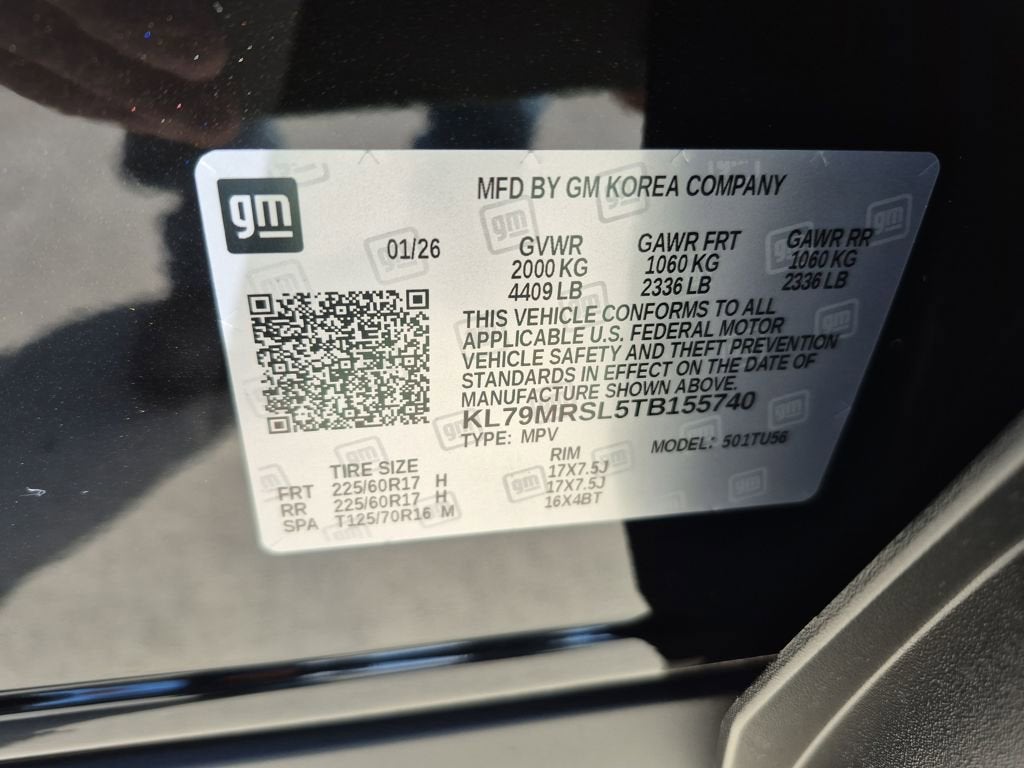 gm
MFD BY GM KOREA COMPANY
01/26
GVWR GAWR FRT GAWR RR
2000 KG 1060 KG 1060 KG
4409 LB 2336 LB 2336 LB
THIS VEHICLE CONFORMS TO ALL
APPLICABLE U.S. FEDERAL MOTOR
VEHICLE SAFETY AND THEFT PREVENTION
STANDARDS IN EFFECT ON THE DATE OF
MANUFACTURE SHOWN ABOVE.
KL79MRSL5TB155740
TYPE: MPV MODEL: 501TU56
TIRE SIZE RIM
FRT 225/60R17 H 17X7.5J
RR 225/60R17 H 17X7.5J
SPA T125/70R16 M 16X4BT